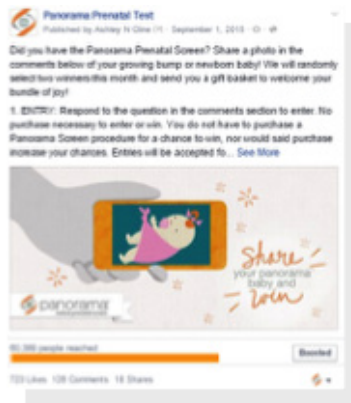 Panorama Prenatal Test
Published by Ashley N Cline · September 1, 2015 ·
Did you have the Panorama Prenatal Screen? Share a photo in the
comments below of your growing bump or newborn baby! We will randomly
select two winners this month and send you a gift basket to welcome your
bundle of joy!
1. ENTRY: Respond to the question in the comments section to enter. No
purchase necessary to enter or win. You do not have to purchase a
Panorama Screen procedure for a chance to win, nor would said purchase
increase your chances. Entries will be accepted fo... See More
Share
your panorama
baby and
Win
panorama
people reached
Boosted
723 Likes 128 Comments 18 Shares